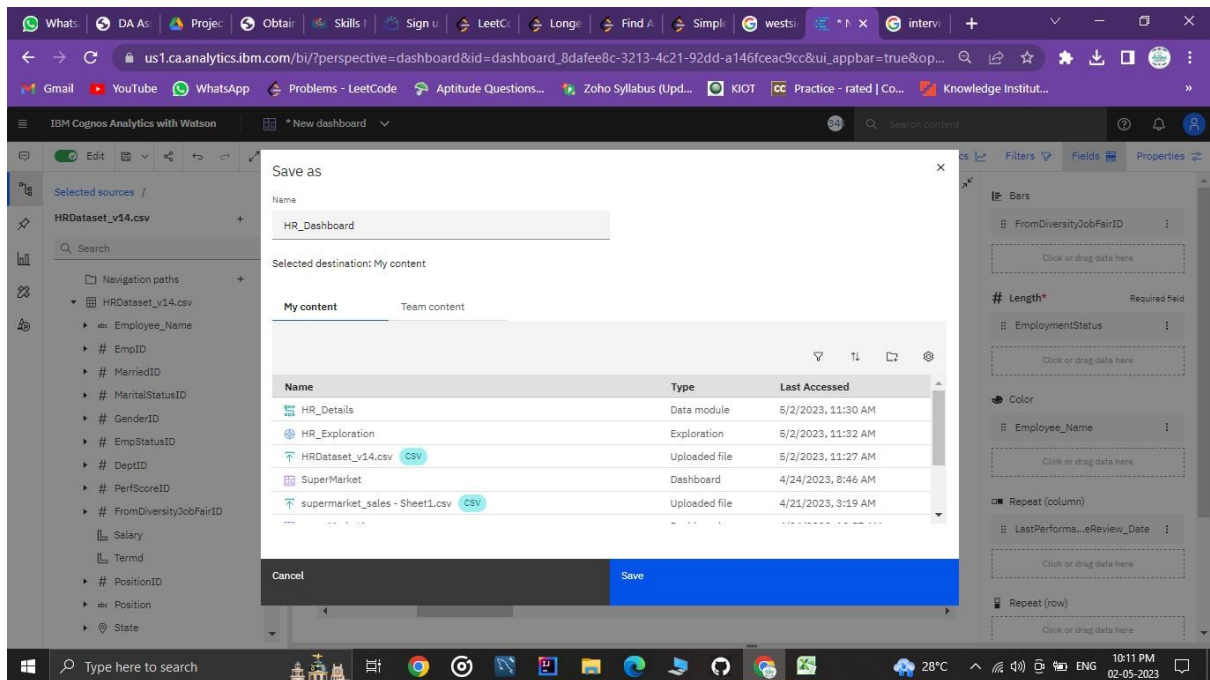 Whats
DA As
Projec
Obtair
Skills
Sign u
LeetC
Longe
Find A
Simpl
westsi
* N
intervi
us1.ca.analytics.ibm.com/bi/?perspective=dashboard&id=dashboard_8dafee8c-3213-4c21-92dd-a146fceac9cc&ui_appbar=true&op...
Gmail YouTube WhatsApp Problems - LeetCode Aptitude Questions... Zoho Syllabus (Upd... KIOT Practice - rated | Co... Knowledge Institut... »
IBM Cognos Analytics with Watson * New dashboard 34 Search content
Edit Filters Fields Properties
Selected sources /
HRDataset_v14.csv
Search
Navigation paths
HRDataset_v14.csv
Employee_Name
# EmpID
# MarriedID
# MaritalStatusID
# GenderID
# EmpStatusID
# DeptID
# PerfScoreID
# FromDiversityJobFairID
Salary
Termd
# PositionID
abc Position
State
Save as
Name
HR_Dashboard
Selected destination: My content
My content Team content
Name Type Last Accessed
HR_Details Data module 5/2/2023, 11:30 AM
HR_Exploration Exploration 5/2/2023, 11:32 AM
HRDataset_v14.csv CSV Uploaded file 5/2/2023, 11:27 AM
SuperMarket Dashboard 4/24/2023, 8:46 AM
supermarket_sales - Sheet1.csv CSV Uploaded file 4/21/2023, 3:19 AM
Cancel Save
Bars
FromDiversityJobFairID
Click or drag data here
# Length* Required field
EmploymentStatus
Click or drag data here
Color
Employee_Name
Click or drag data here
Repeat (column)
LastPerforma...eReview_Date
Click or drag data here
Repeat (row)
Click or drag data here
Type here to search 28°C ENG 10:11 PM
02-05-2023